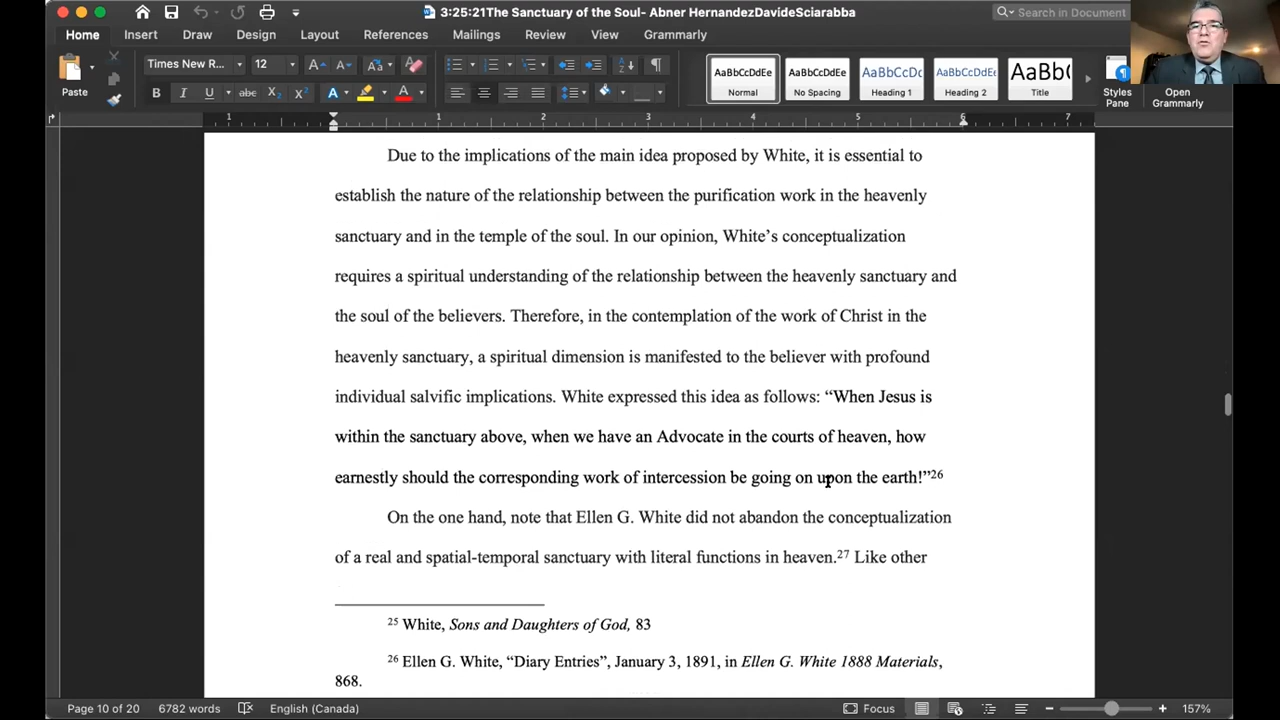 3:25:21The Sanctuary of the Soul- Abner HernandezDavideSciarabba
Search in Document
Home Insert Draw Design Layout References Mailings Review View Grammarly
Paste
Times New R... 12
AaBbCcDdEe AaBbCcDdEe AaBbCcDc AaBbCcDdEe AaBbC
Normal No Spacing Heading 1 Heading 2 Title
Styles Pane
Open Grammarly
1 1 2 3 4 5 6 7
Due to the implications of the main idea proposed by White, it is essential to
establish the nature of the relationship between the purification work in the heavenly
sanctuary and in the temple of the soul. In our opinion, White’s conceptualization
requires a spiritual understanding of the relationship between the heavenly sanctuary and
the soul of the believers. Therefore, in the contemplation of the work of Christ in the
heavenly sanctuary, a spiritual dimension is manifested to the believer with profound
individual salvific implications. White expressed this idea as follows: “When Jesus is
within the sanctuary above, when we have an Advocate in the courts of heaven, how
earnestly should the corresponding work of intercession be going on upon the earth!”26
On the one hand, note that Ellen G. White did not abandon the conceptualization
of a real and spatial-temporal sanctuary with literal functions in heaven.27 Like other
25 White, Sons and Daughters of God, 83
26 Ellen G. White, “Diary Entries”, January 3, 1891, in Ellen G. White 1888 Materials,
868.
Page 10 of 20 6782 words English (Canada) Focus 157%